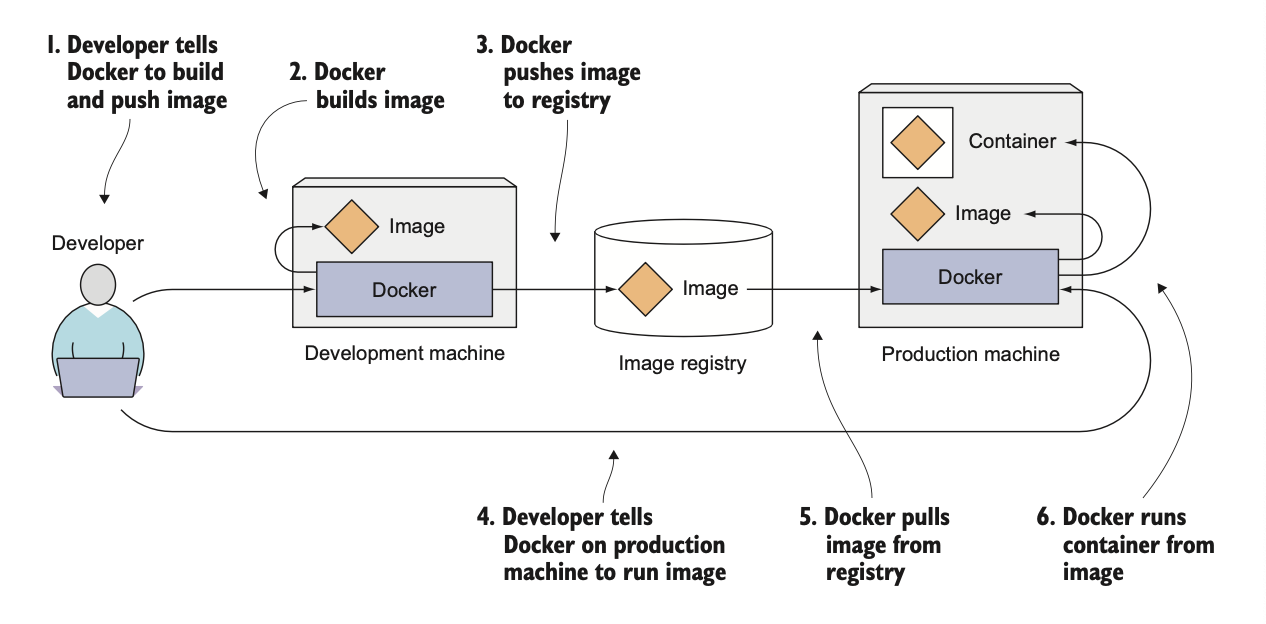 1. Developer tells
Docker to build
and push image
2. Docker
builds image
3. Docker
pushes image
to registry
Developer
Image
Docker
Development machine
Image
Image registry
Container
Image
Docker
Production machine
4. Developer tells
Docker on production
machine to run image
5. Docker pulls
image from
registry
6. Docker runs
container from
image